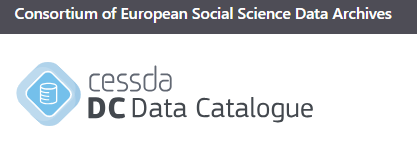 Consortium of European Social Science Data Archives
cessda
DC Data Catalogue